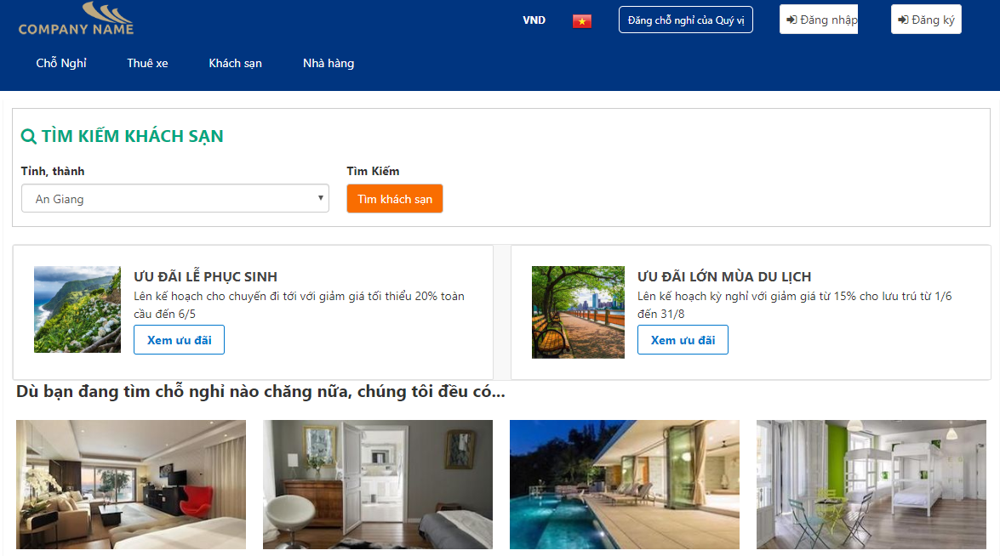 COMPANY NAME
VND
Đăng chỗ nghỉ của Quý vị
Đăng nhập
Đăng ký
Chỗ Nghỉ
Thuê xe
Khách sạn
Nhà hàng
TÌM KIẾM KHÁCH SẠN
Tỉnh, thành
Tìm Kiếm
An Giang
Tìm khách sạn
ƯU ĐÃI LỄ PHỤC SINH
Lên kế hoạch cho chuyến đi tới với giảm giá tối thiểu 20% toàn
cầu đến 6/5
Xem ưu đãi
ƯU ĐÃI LỚN MÙA DU LỊCH
Lên kế hoạch kỳ nghỉ với giảm giá từ 15% cho lưu trú từ 1/6
đến 31/8
Xem ưu đãi
Dù bạn đang tìm chỗ nghỉ nào chăng nữa, chúng tôi đều có...